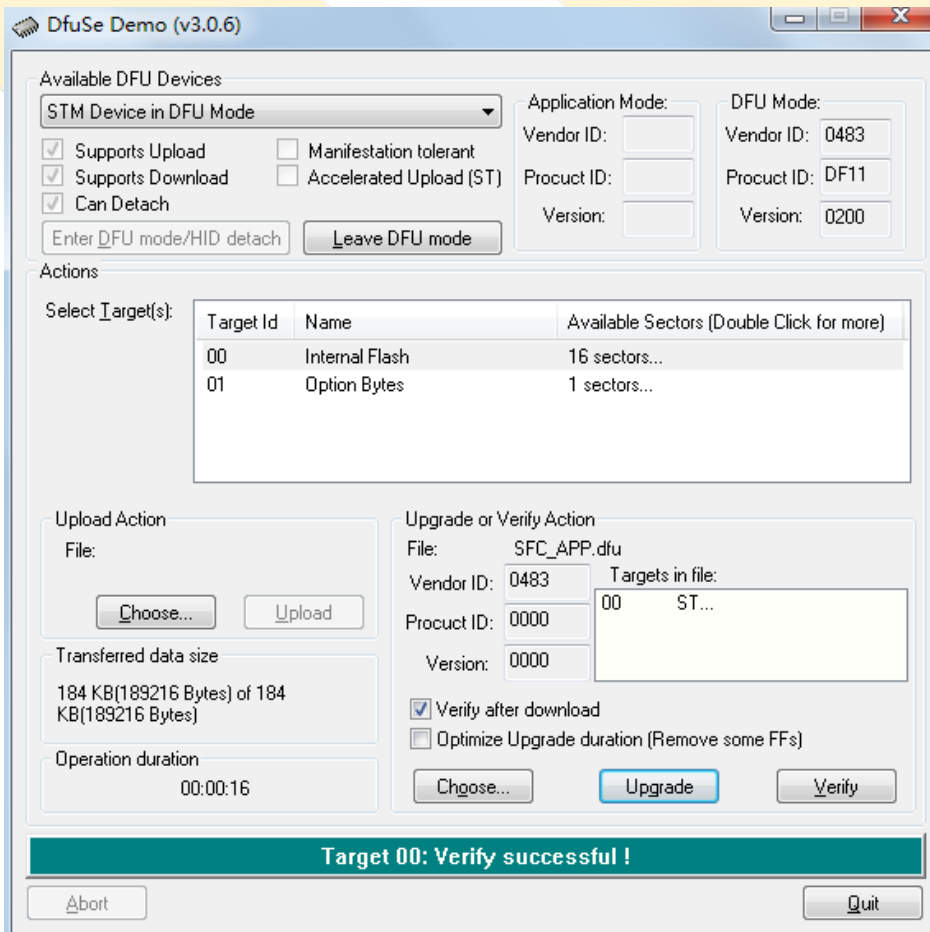 DfuSe Demo (v3.0.6)
Available DFU Devices
STM Device in DFU Mode
Supports Upload
Manifestation tolerant
Supports Download
Accelerated Upload (ST)
Can Detach
Enter DFU mode/HID detach
Leave DFU mode
Application Mode:
Vendor ID:
Procuct ID:
Version:
DFU Mode:
Vendor ID: 0483
Procuct ID: DF11
Version: 0200
Actions
Select Target(s):
Target Id Name Available Sectors (Double Click for more)
00 Internal Flash 16 sectors...
01 Option Bytes 1 sectors...
Upload Action
File:
Choose... Upload
Transferred data size
184 KB(189216 Bytes) of 184
KB(189216 Bytes)
Operation duration
00:00:16
Upgrade or Verify Action
File: SFC_APP.dfu
Vendor ID: 0483
Procuct ID: 0000
Version: 0000
Targets in file:
00 ST...
Verify after download
Optimize Upgrade duration (Remove some FFs)
Choose... Upgrade Verify
Target 00: Verify successful !
Abort Quit